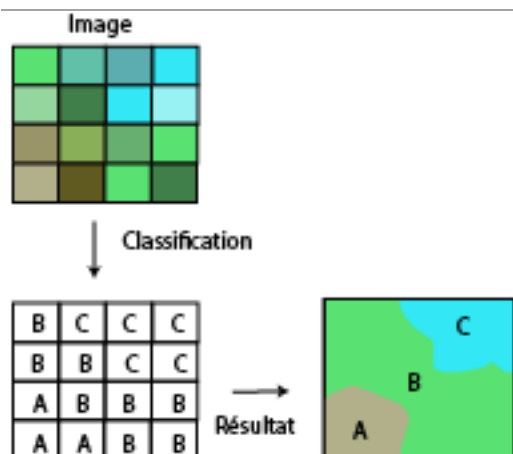 Image
Classification
B C C C
B B C C
A B B B
A A B B
Résultat
C
B
A